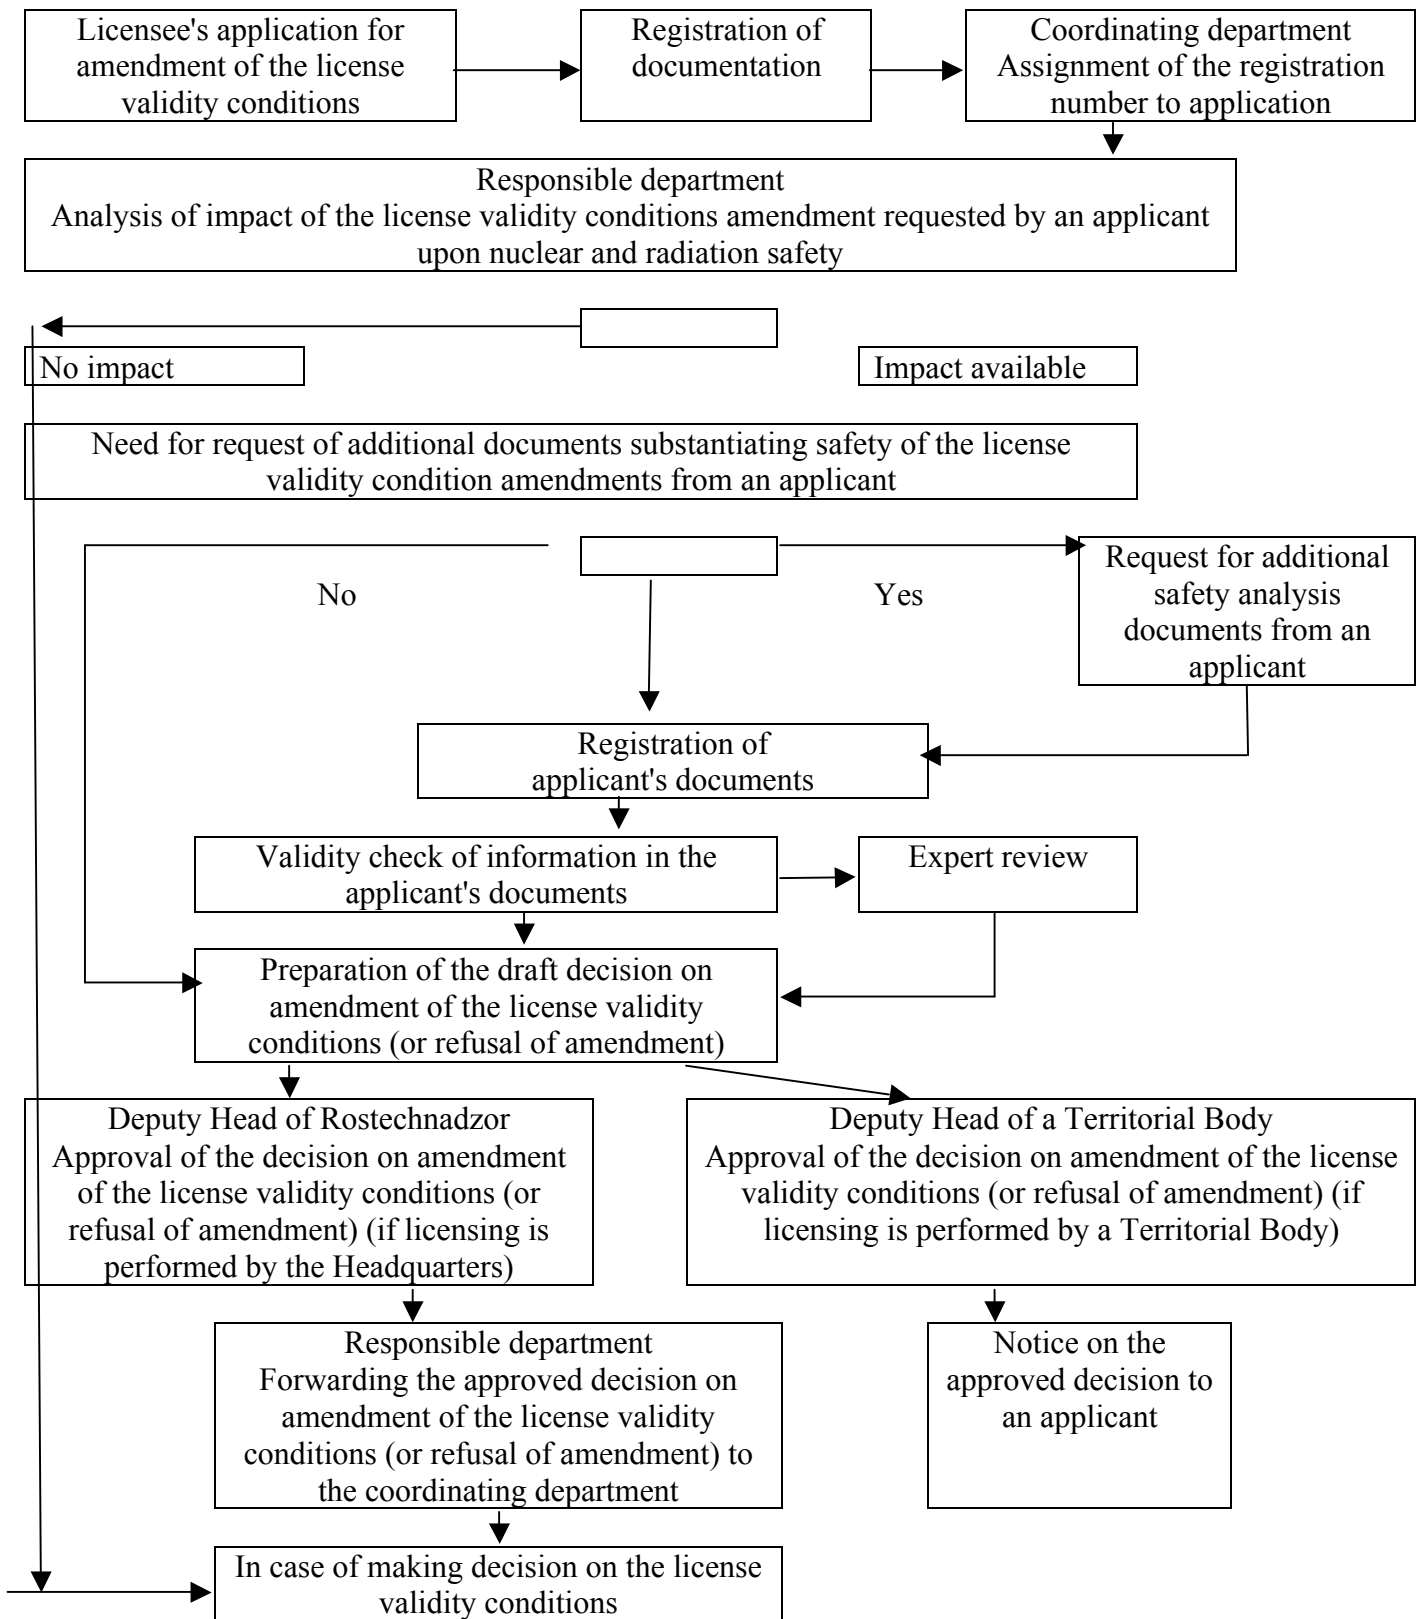 Licensee's application for
amendment of the license
validity conditions
Registration of
documentation
Coordinating department
Assignment of the registration
number to application
Responsible department
Analysis of impact of the license validity conditions amendment requested by an applicant
upon nuclear and radiation safety
No impact
Impact available
Need for request of additional documents substantiating safety of the license
validity condition amendments from an applicant
No
Yes
Request for additional
safety analysis
documents from an
applicant
Registration of
applicant's documents
Validity check of information in the
applicant's documents
Expert review
Preparation of the draft decision on
amendment of the license validity
conditions (or refusal of amendment)
Deputy Head of Rostechnadzor
Approval of the decision on amendment
of the license validity conditions (or
refusal of amendment) (if licensing is
performed by the Headquarters)
Deputy Head of a Territorial Body
Approval of the decision on amendment of the license
validity conditions (or refusal of amendment) (if
licensing is performed by a Territorial Body)
Responsible department
Forwarding the approved decision on
amendment of the license validity
conditions (or refusal of amendment) to
the coordinating department
Notice on the
approved decision to
an applicant
In case of making decision on the license
validity conditions